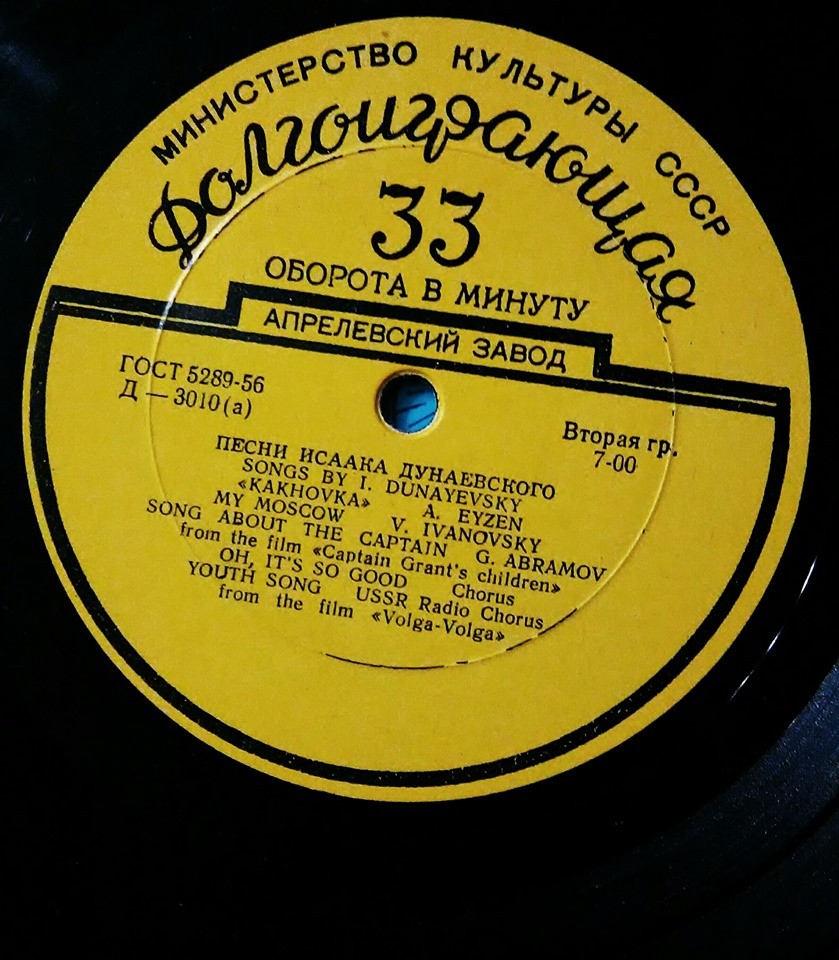 МИНИСТЕРСТВО КУЛЬТУРЫ СССР
Долгоиграющая
33
ОБОРОТА В МИНУТУ
АПРЕЛЕВСКИЙ ЗАВОД
ГОСТ 5289-56
Д — 3010 (а)
Вторая гр.
7-00
ПЕСНИ ИСААКА ДУНАЕВСКОГО
SONGS BY I. DUNAYEVSKY
«KAKHOVKA» A. EYZEN
MY MOSCOW V. IVANOVSKY
SONG ABOUT THE CAPTAIN G. ABRAMOV
from the film «Captain Grant's children»
OH, IT'S SO GOOD Chorus
YOUTH SONG USSR Radio Chorus
from the film «Volga-Volga»